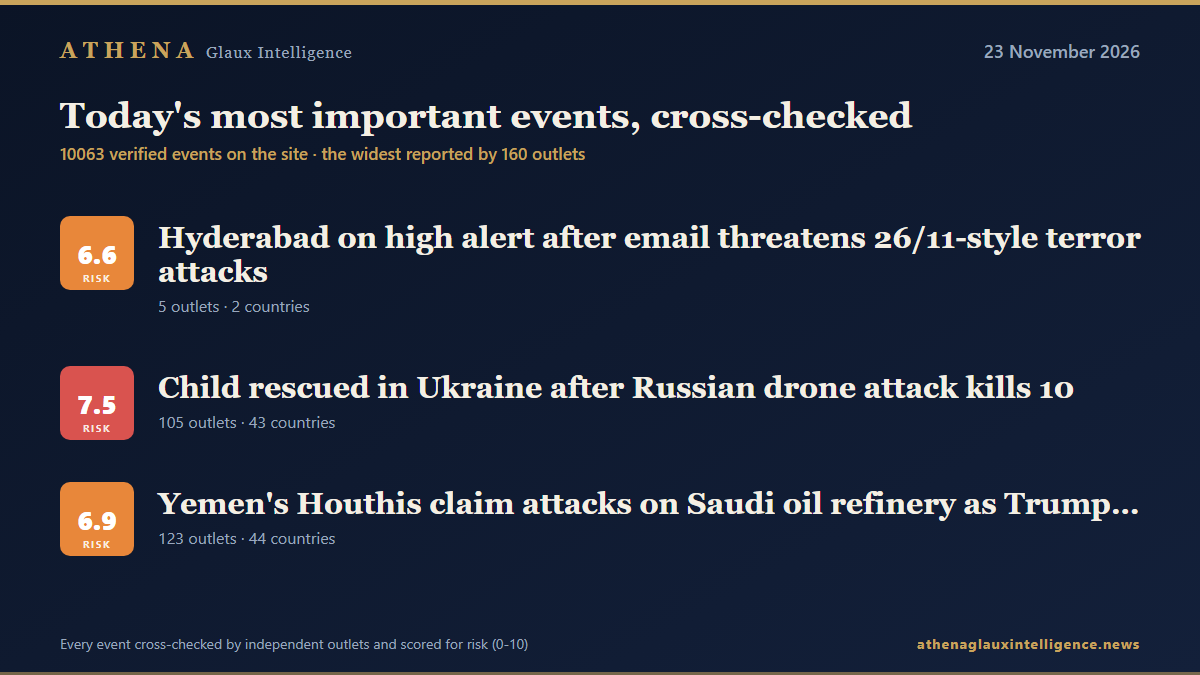 ATHENA Glaux Intelligence
23 November 2026
Today's most important events, cross-checked
10063 verified events on the site · the widest reported by 160 outlets
6.6
RISK
Hyderabad on high alert after email threatens 26/11-style terror
attacks
5 outlets · 2 countries
7.5
RISK
Child rescued in Ukraine after Russian drone attack kills 10
105 outlets · 43 countries
6.9
RISK
Yemen's Houthis claim attacks on Saudi oil refinery as Trump...
123 outlets · 44 countries
Every event cross-checked by independent outlets and scored for risk (0-10)
athenaglauxintelligence.news